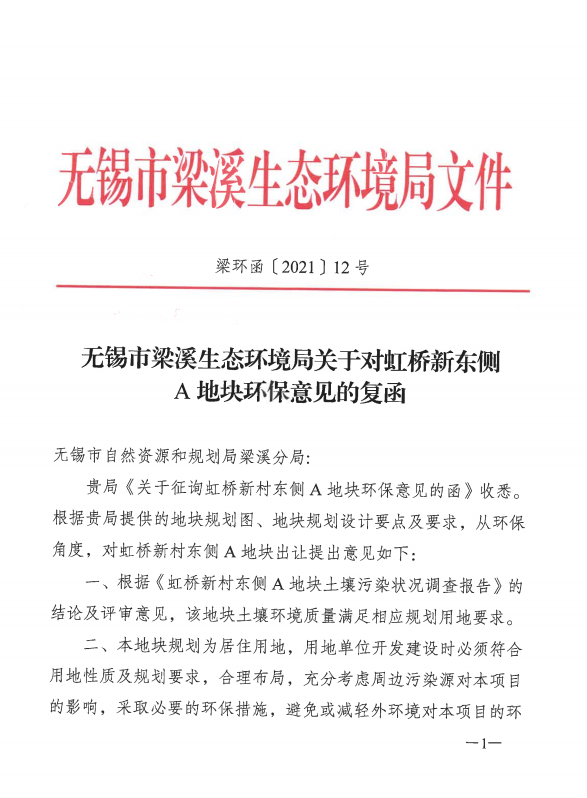 无锡市梁溪生态环境局文件
梁环函〔2021〕12 号
无锡市梁溪生态环境局关于对虹桥新东侧
A 地块环保意见的复函
无锡市自然资源和规划局梁溪分局：
贵局《关于征询虹桥新村东侧 A 地块环保意见的函》收悉。
根据贵局提供的地块规划图、地块规划设计要点及要求，从环保
角度，对虹桥新村东侧 A 地块出让提出意见如下：
一、根据《虹桥新村东侧 A 地块土壤污染状况调查报告》的
结论及评审意见，该地块土壤环境质量满足相应规划用地要求。
二、本地块规划为居住用地，用地单位开发建设时必须符合
用地性质及规划要求，合理布局，充分考虑周边污染源对本项目
的影响，采取必要的环保措施，避免或减轻外环境对本项目的环
—1—